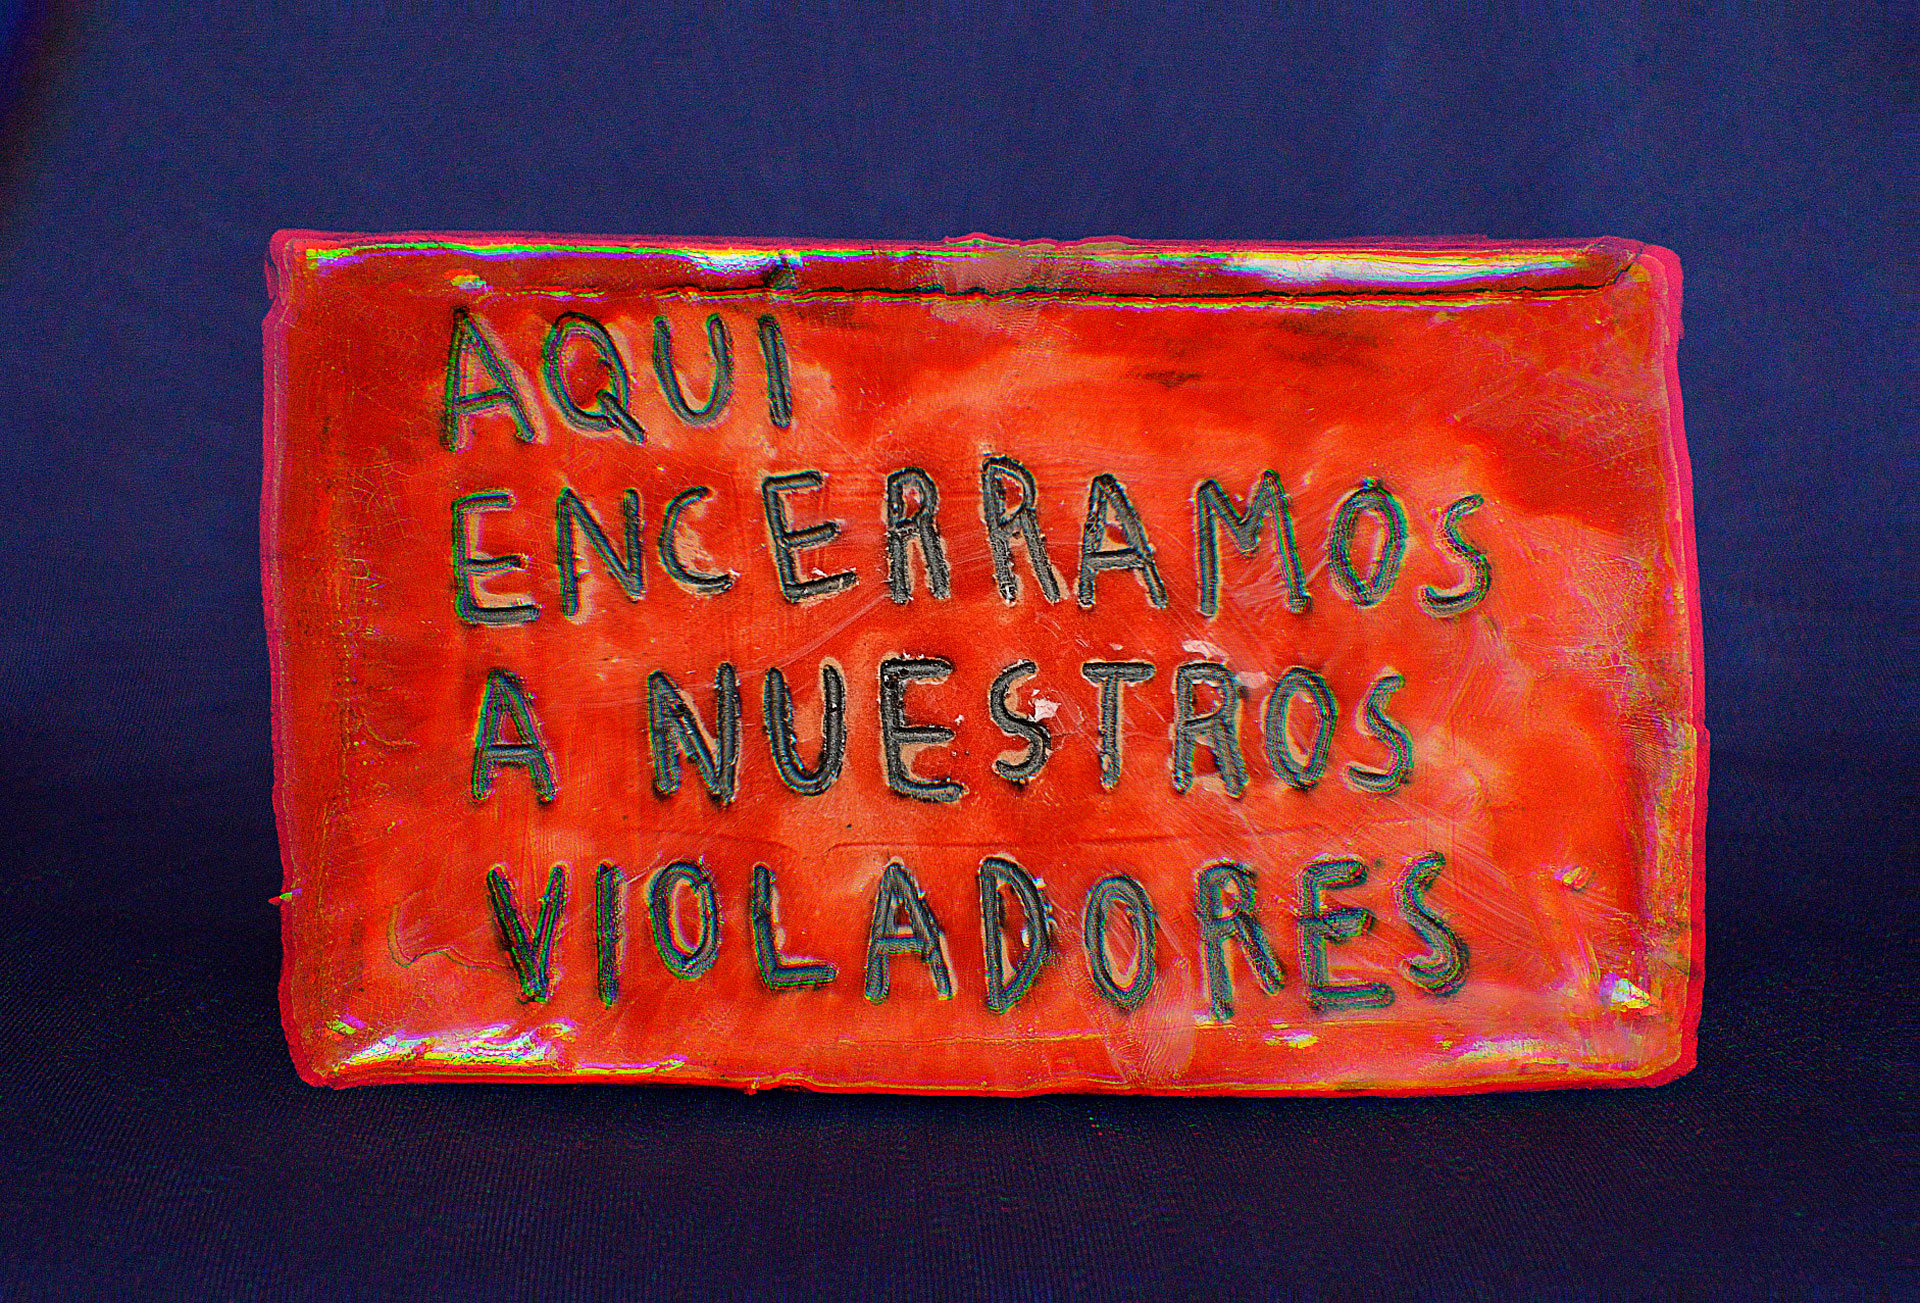 AQUI
ENCERRAMOS
A NUESTROS
VIOLADORES